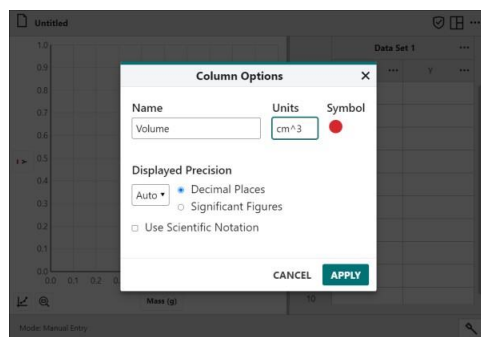 Untitled
1.0
Data Set 1
0.9
Column Options
Y
0.8
Name Units Symbol
0.7
Volume cm^3
0.6
0.5
Displayed Precision
0.4
Auto Decimal Places
0.3
Significant Figures
0.2
Use Scientific Notation
0.1
0.0
0.0 0.1 0.2 0.
CANCEL APPLY
Mass (g)
10
Mode: Manual Entry